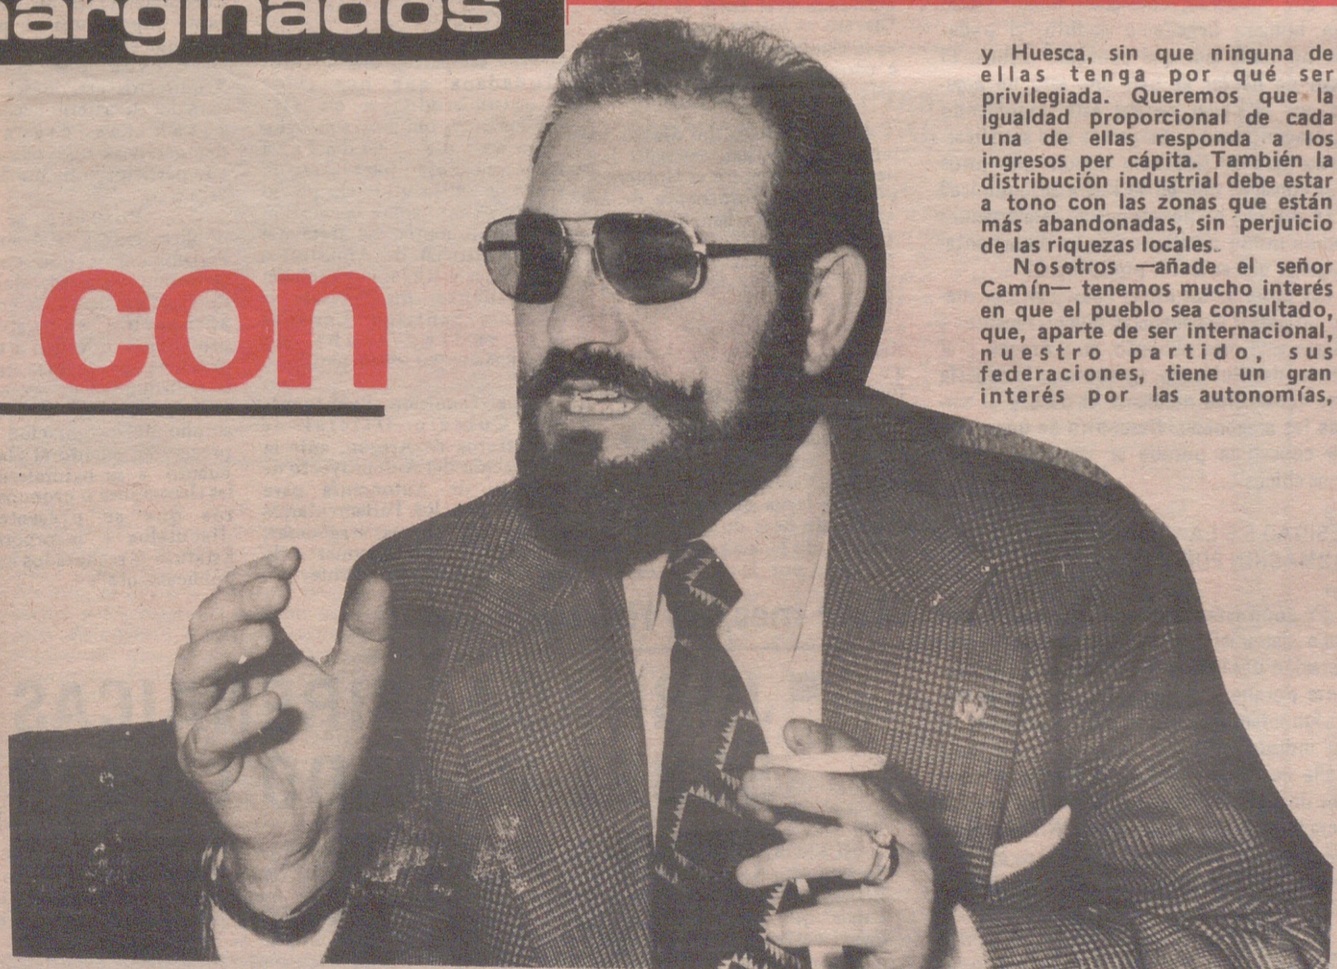 marginados
con
y Huesca, sin que ninguna de
ellas tenga por qué ser
privilegiada. Queremos que la
igualdad proporcional de cada
una de ellas responda a los
ingresos per cápita. También la
distribución industrial debe estar
a tono con las zonas que están
más abandonadas, sin perjuicio
de las riquezas locales.
Nosotros —añade el señor
Camín— tenemos mucho interés
en que el pueblo sea consultado,
que, aparte de ser internacional,
nuestro partido, sus
federaciones, tiene un gran
interés por las autonomías,